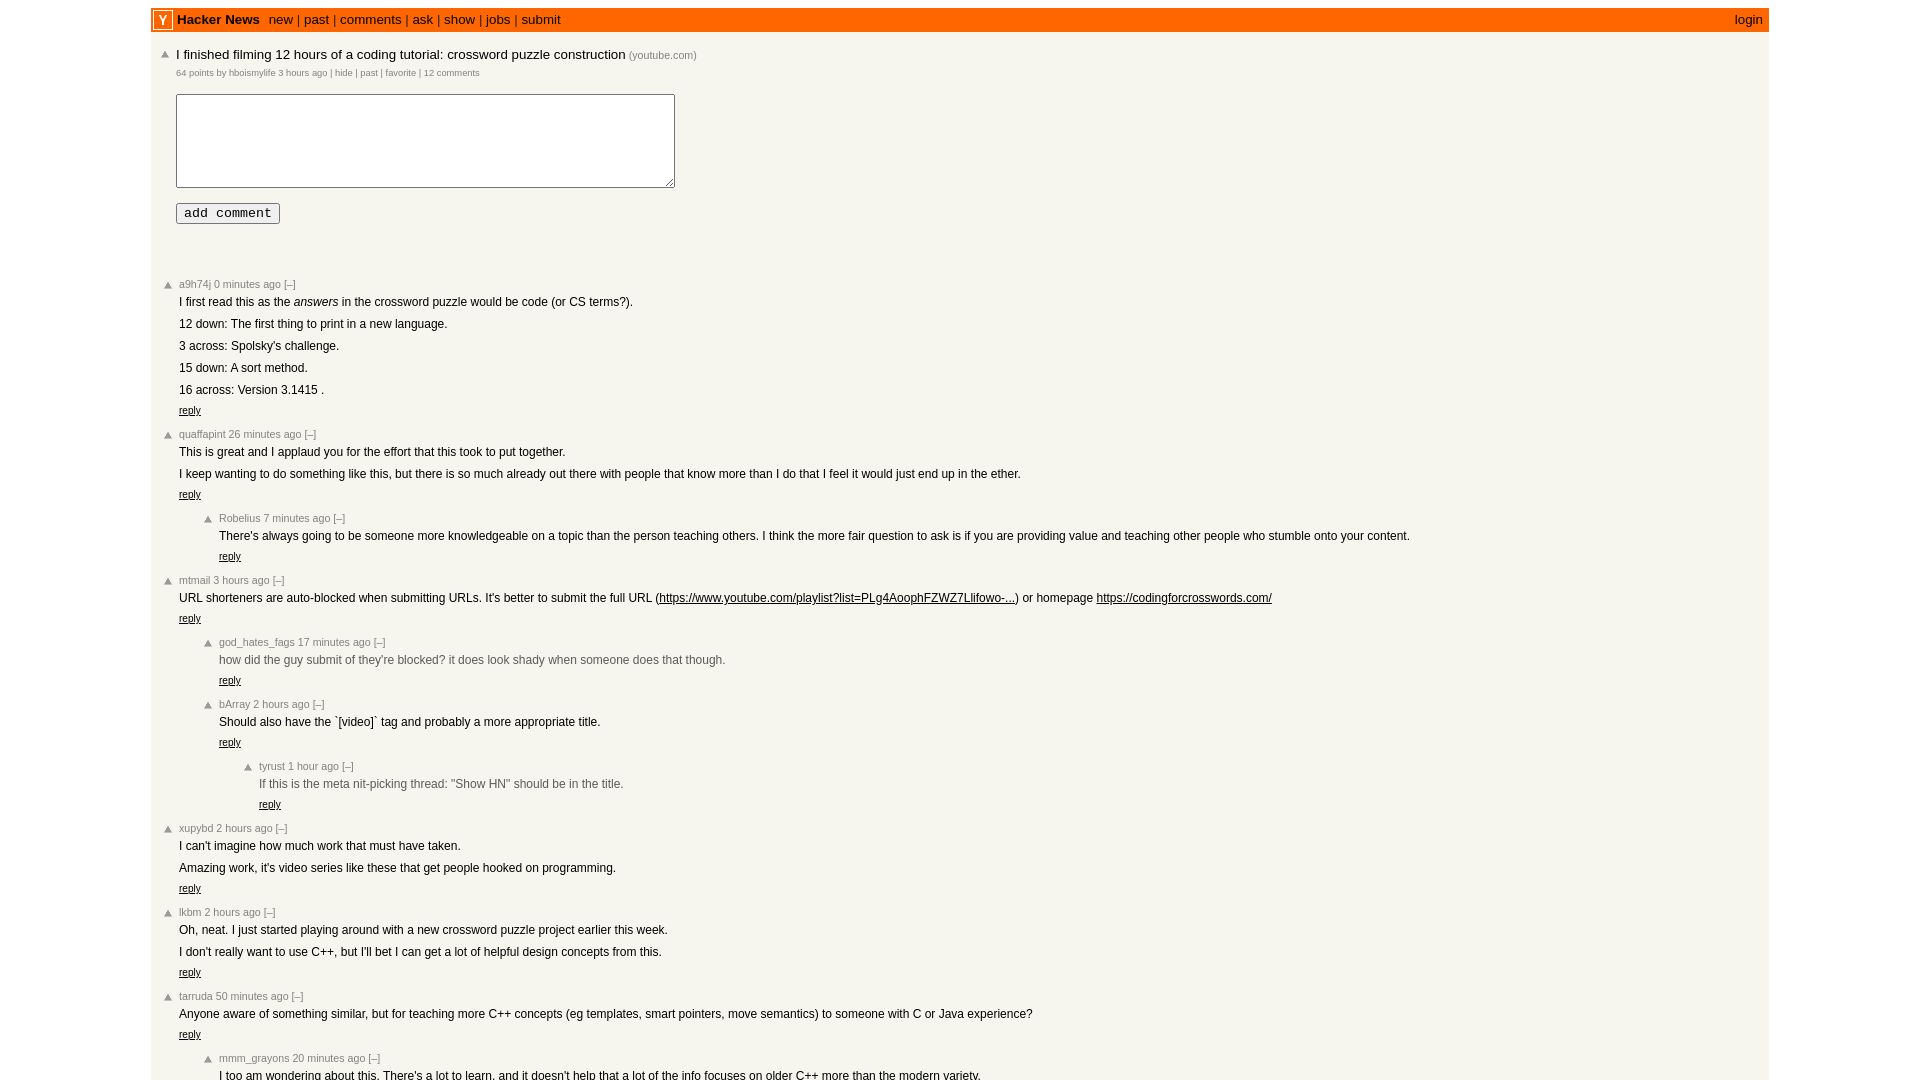 Y Hacker News new | past | comments | ask | show | jobs | submit login
I finished filming 12 hours of a coding tutorial: crossword puzzle construction (youtube.com)
64 points by hboismylife 3 hours ago | hide | past | favorite | 12 comments
add comment
a9h74j 0 minutes ago [–]
I first read this as the answers in the crossword puzzle would be code (or CS terms?).
12 down: The first thing to print in a new language.
3 across: Spolsky's challenge.
15 down: A sort method.
16 across: Version 3.1415 .
reply
quaffapint 26 minutes ago [–]
This is great and I applaud you for the effort that this took to put together.
I keep wanting to do something like this, but there is so much already out there with people that know more than I do that I feel it would just end up in the ether.
reply
Robelius 7 minutes ago [–]
There's always going to be someone more knowledgeable on a topic than the person teaching others. I think the more fair question to ask is if you are providing value and teaching other people who stumble onto your content.
reply
mtmail 3 hours ago [–]
URL shorteners are auto-blocked when submitting URLs. It's better to submit the full URL (https://www.youtube.com/playlist?list=PLg4AoophFZWZ7Llifowo-...) or homepage https://codingforcrosswords.com/
reply
god_hates_fags 17 minutes ago [–]
how did the guy submit of they're blocked? it does look shady when someone does that though.
reply
bArray 2 hours ago [–]
Should also have the `[video]` tag and probably a more appropriate title.
reply
tyrust 1 hour ago [–]
If this is the meta nit-picking thread: "Show HN" should be in the title.
reply
xupybd 2 hours ago [–]
I can't imagine how much work that must have taken.
Amazing work, it's video series like these that get people hooked on programming.
reply
lkbm 2 hours ago [–]
Oh, neat. I just started playing around with a new crossword puzzle project earlier this week.
I don't really want to use C++, but I'll bet I can get a lot of helpful design concepts from this.
reply
tarruda 50 minutes ago [–]
Anyone aware of something similar, but for teaching more C++ concepts (eg templates, smart pointers, move semantics) to someone with C or Java experience?
reply
mmm_grayons 20 minutes ago [–]
I too am wondering about this. There's a lot to learn, and it doesn't help that a lot of the info focuses on older C++ more than the modern variety.